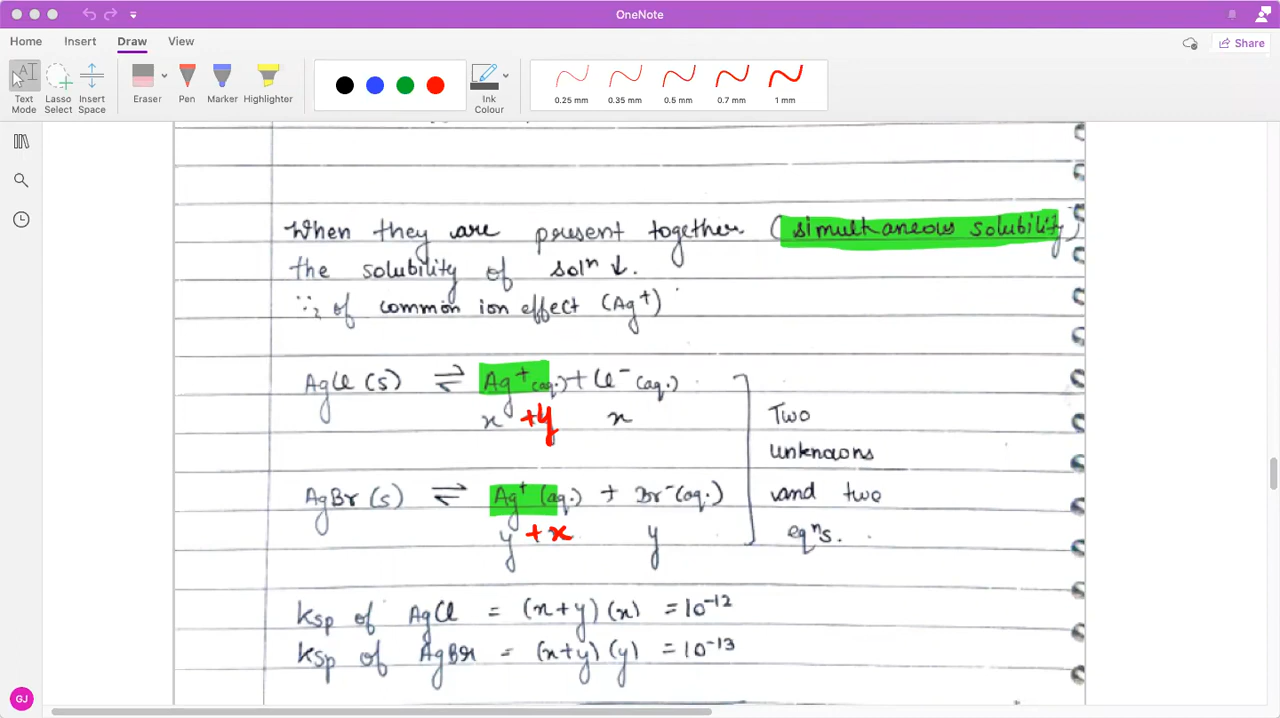 OneNote
Home Insert Draw View
Share
Text Mode
Lasso Select
Insert Space
Eraser
Pen
Marker
Highlighter
Ink Colour
0.25 mm
0.35 mm
0.5 mm
0.7 mm
1 mm
When they are present together (simultaneous solubility)
the solubility of solⁿ ↓.
∵ of common ion effect (Ag⁺)
AgCl (s) ⇌ Ag⁺ (aq.) + Cl⁻ (aq.)
x +y x
Two
unknowns
AgBr (s) ⇌ Ag⁺ (aq.) + Br⁻ (aq.)
and two
y +x y
eqⁿs.
Ksp of AgCl = (x+y) (x) = 10⁻¹²
Ksp of AgBr = (x+y) (y) = 10⁻¹³
GJ